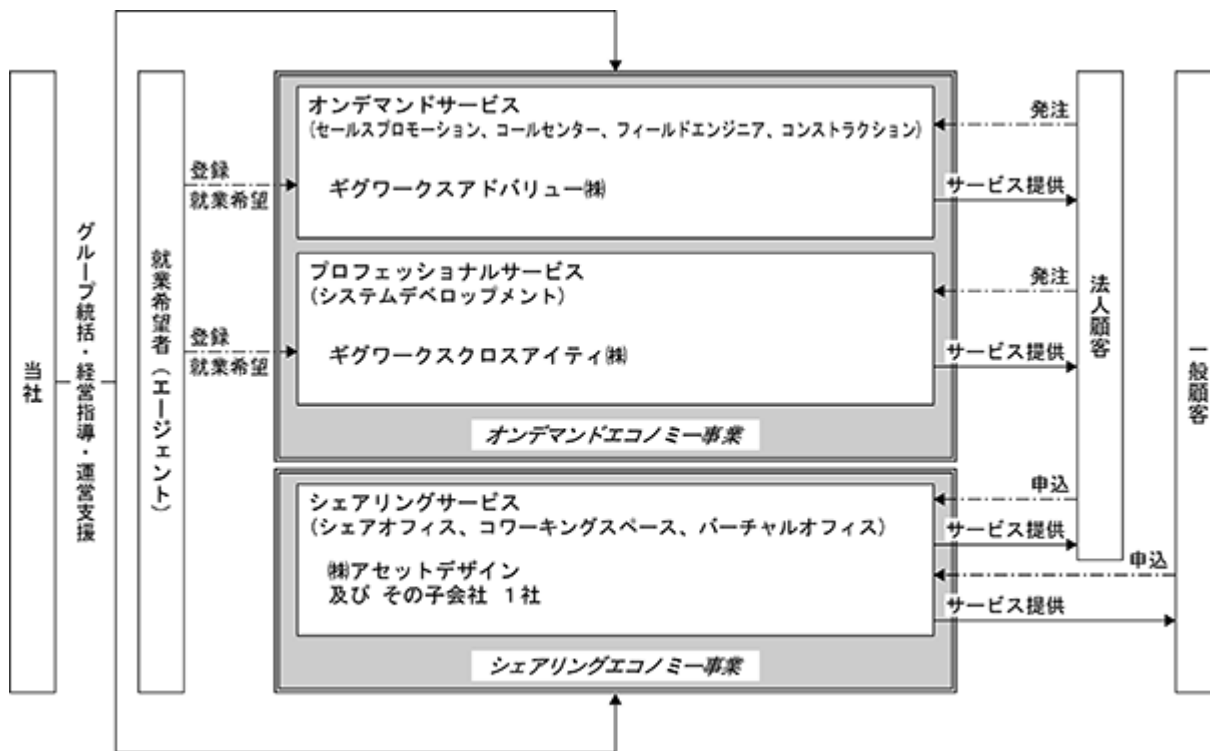 当社
グループ統括・経営指導・運営支援
就業希望者（エージェント）
登録
就業希望
オンデマンドサービス
(セールスプロモーション、コールセンター、フィールドエンジニア、コンストラクション)
ギグワークスアドバリュー㈱
発注
サービス提供
登録
就業希望
プロフェッショナルサービス
(システムデベロップメント)
ギグワークスクロスアイティ㈱
発注
サービス提供
オンデマンドエコノミー事業
シェアリングサービス
(シェアオフィス、コワーキングスペース、バーチャルオフィス)
㈱アセットデザイン
及び その子会社 １社
申込
サービス提供
申込
サービス提供
シェアリングエコノミー事業
法人顧客
一般顧客